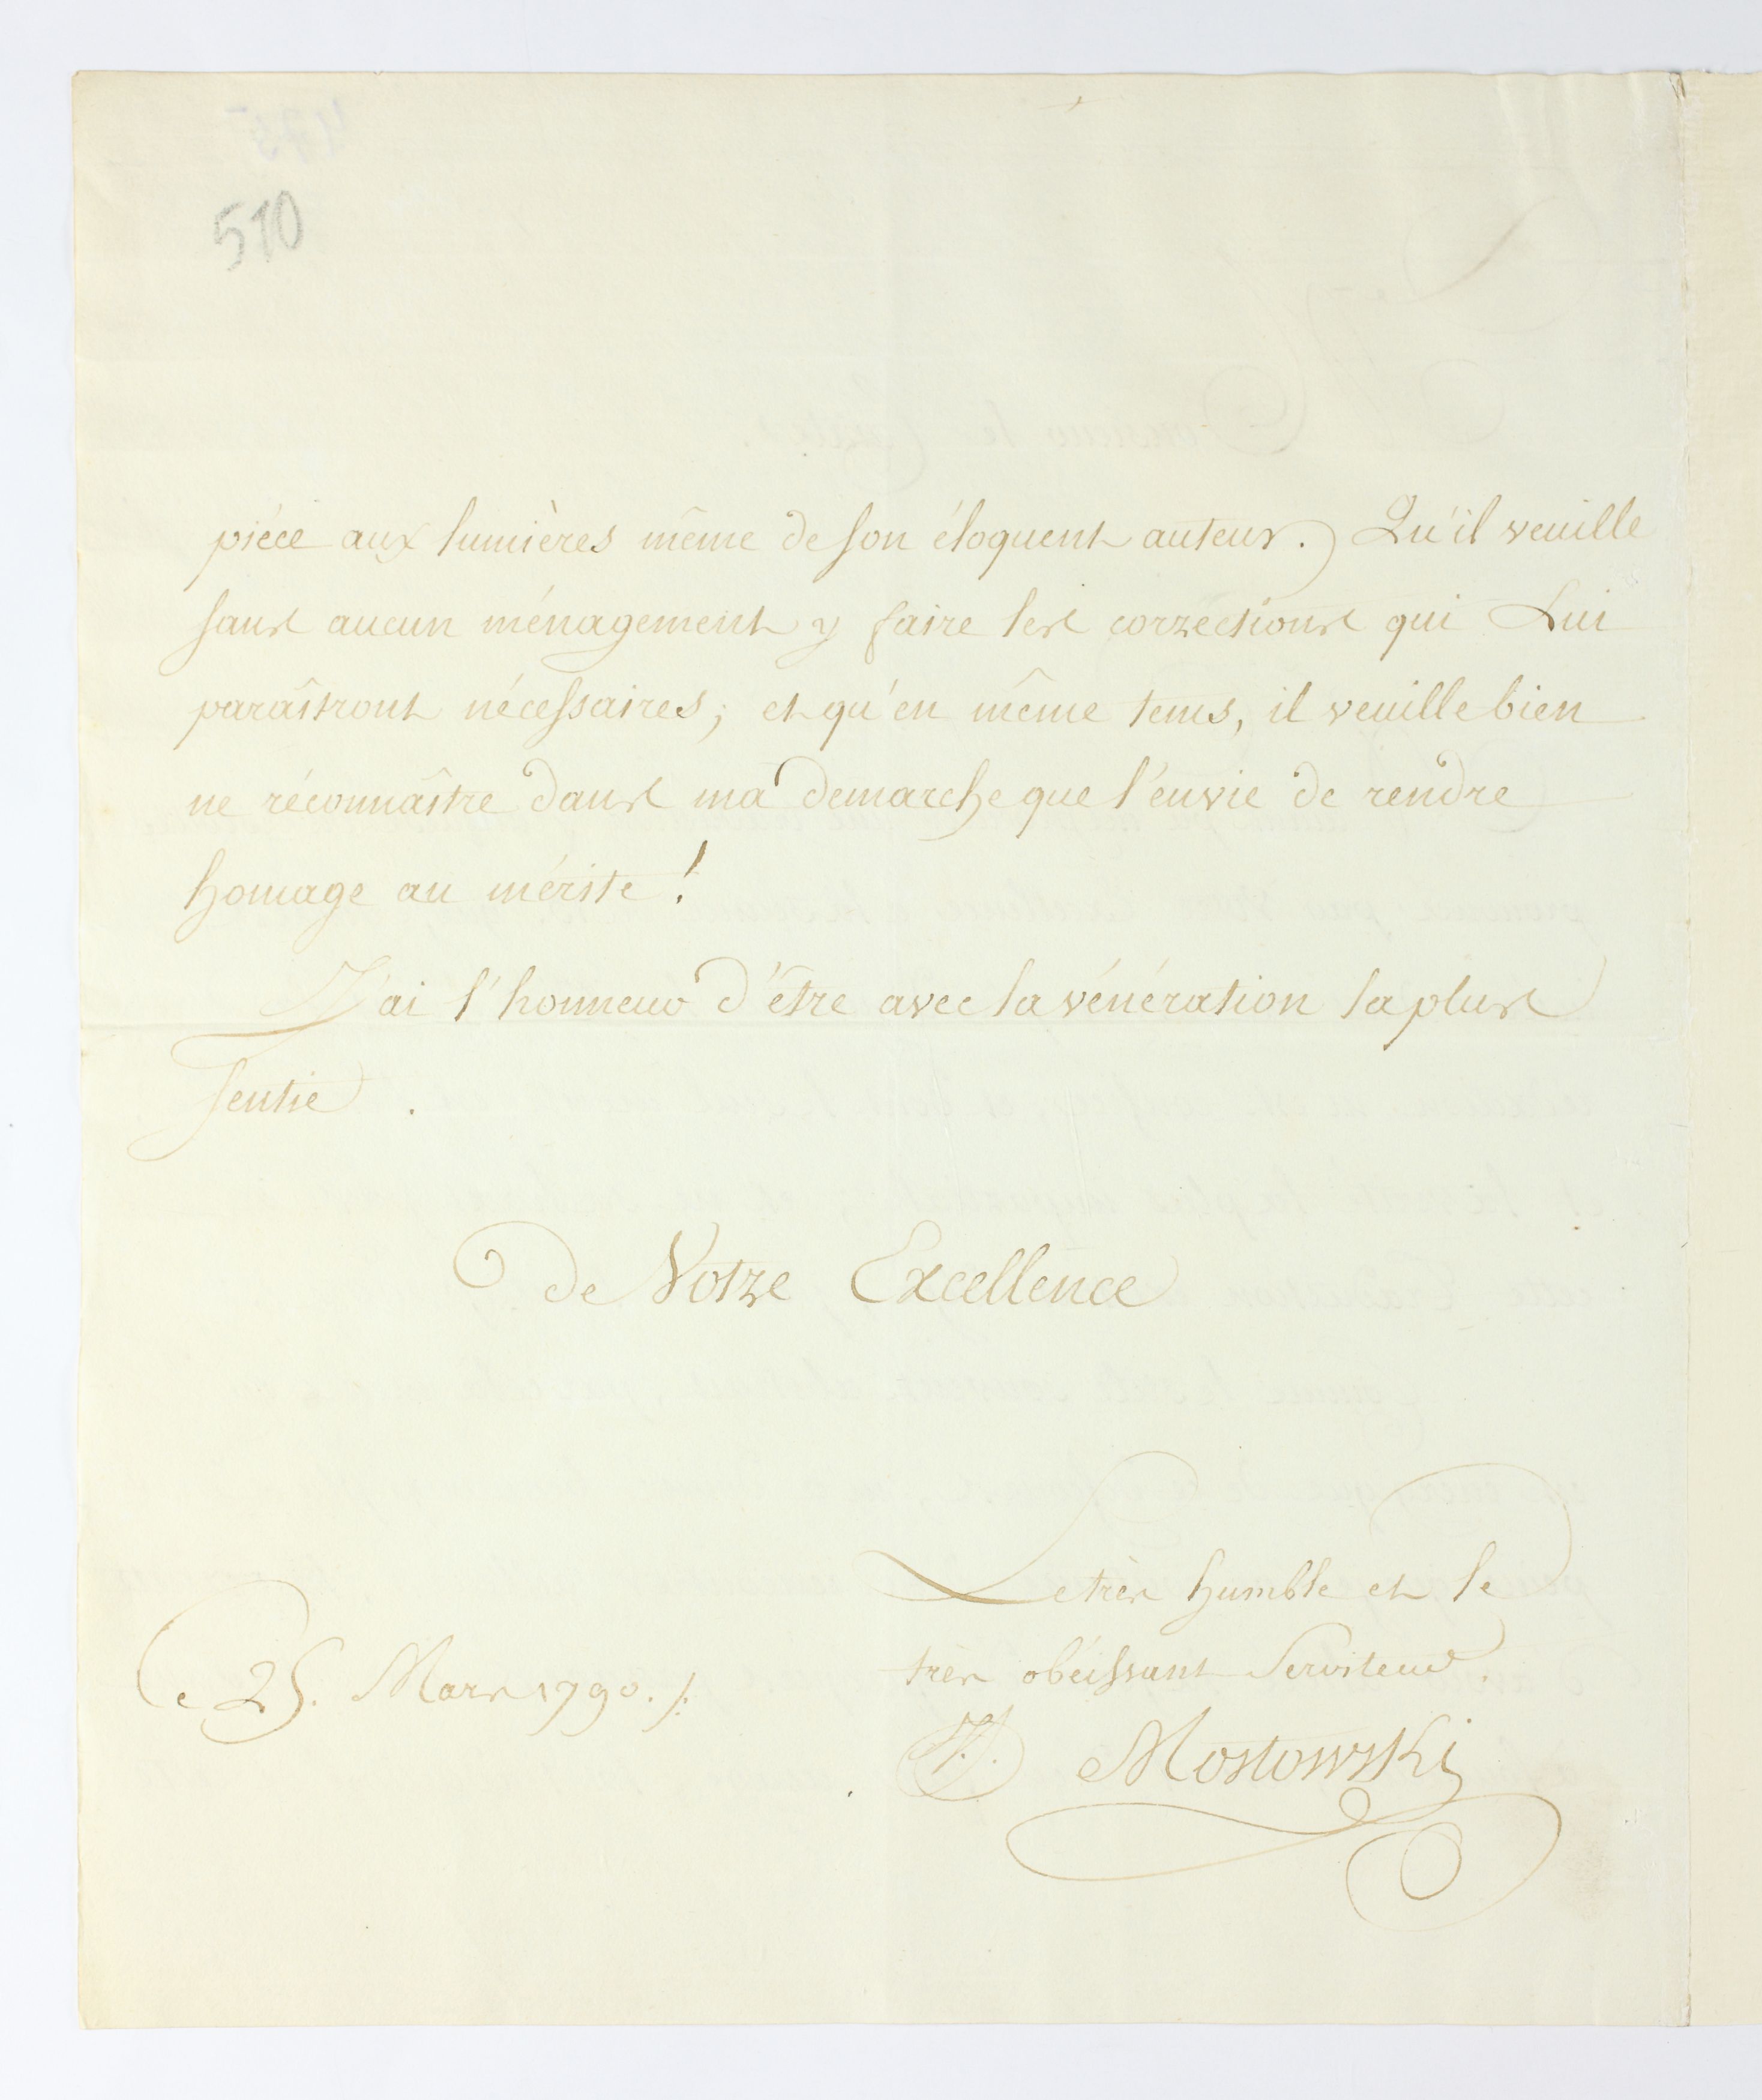 510
piéce aux lumières même de son éloquent auteur. Qu'il veuille
sans aucun ménagement y faire les corrections qui Lui
paraîtront nécessaires; et qu'en même tems, il veuille bien
ne réconnaître dans ma demarche que l'envie de rendre
homage au mérite!
J'ai l'honneur d'être avec la vénération la plus
sentie.
de Votre Excellence
Le très humble et le
très obéissant Serviteur.
Le 25. Mars 1790. /.
Mostowski